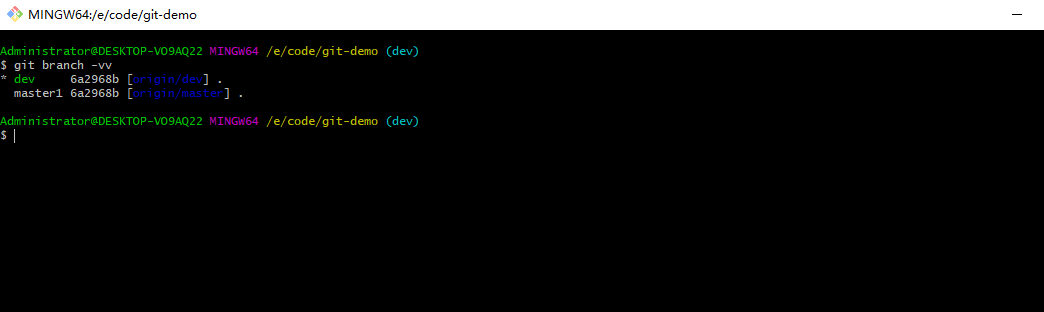 MINGW64:/e/code/git-demo
Administrator@DESKTOP-VO9AQ22 MINGW64 /e/code/git-demo (dev)
$ git branch -vv
* dev     6a2968b [origin/dev] .
  master1 6a2968b [origin/master] .
Administrator@DESKTOP-VO9AQ22 MINGW64 /e/code/git-demo (dev)
$